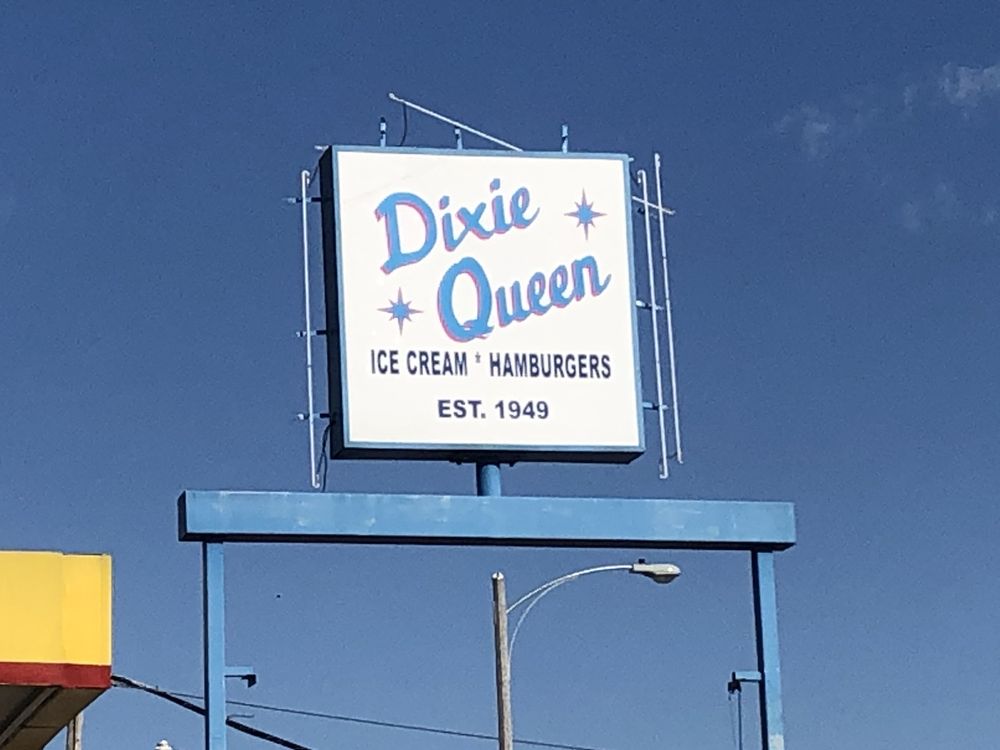 Dixie
Queen
ICE CREAM * HAMBURGERS
EST. 1949